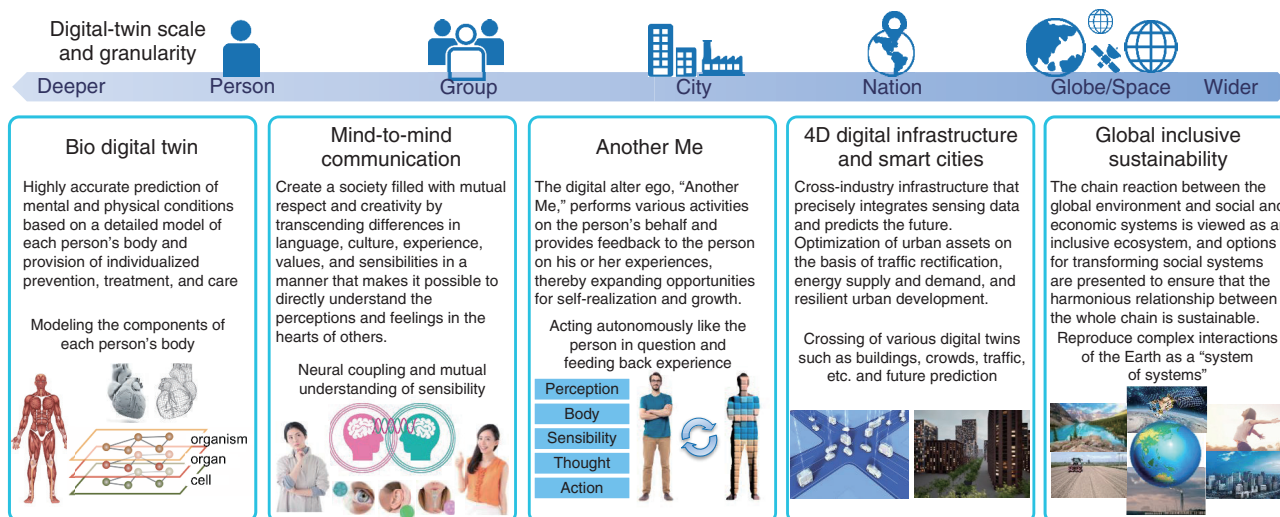 Digital-twin scale
and granularity
Deeper
Person
Group
City
Nation
Globe/Space
Wider
Bio digital twin
Highly accurate prediction of
mental and physical conditions
based on a detailed model of
each person's body and
provision of individualized
prevention, treatment, and care
Modeling the components of
each person's body
organism
organ
cell
Mind-to-mind
communication
Create a society filled with mutual
respect and creativity by
transcending differences in
language, culture, experience,
values, and sensibilities in a
manner that makes it possible to
directly understand the
perceptions and feelings in the
hearts of others.
Neural coupling and mutual
understanding of sensibility
Another Me
The digital alter ego, “Another
Me,” performs various activities
on the person's behalf and
provides feedback to the person
on his or her experiences,
thereby expanding opportunities
for self-realization and growth.
Acting autonomously like the
person in question and
feeding back experience
Perception
Body
Sensibility
Thought
Action
4D digital infrastructure
and smart cities
Cross-industry infrastructure that
precisely integrates sensing data
and predicts the future.
Optimization of urban assets on
the basis of traffic rectification,
energy supply and demand, and
resilient urban development.
Crossing of various digital twins
such as buildings, crowds, traffic,
etc. and future prediction
Global inclusive
sustainability
The chain reaction between the
global environment and social and
economic systems is viewed as an
inclusive ecosystem, and options
for transforming social systems
are presented to ensure that the
harmonious relationship between
the whole chain is sustainable.
Reproduce complex interactions
of the Earth as a “system
of systems”